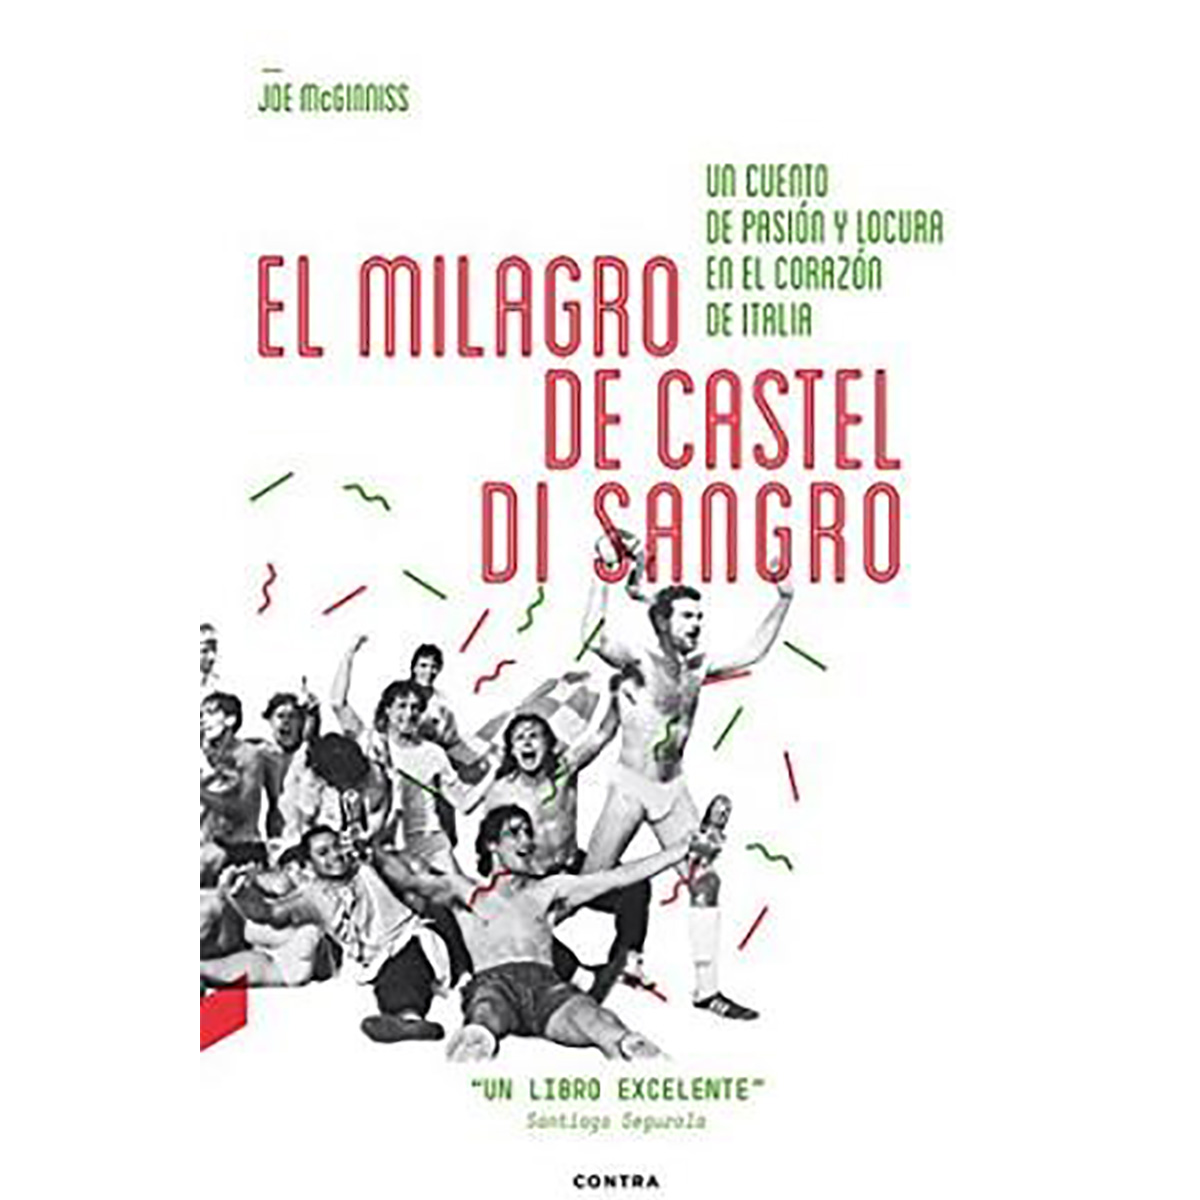 JOE McGINNISS
UN CUENTO
DE PASIÓN Y LOCURA
EN EL CORAZÓN
DE ITALIA
EL MILAGRO
DE CASTEL
DI SANGRO
"UN LIBRO EXCELENTE"
Santiago Segurola
CONTRA